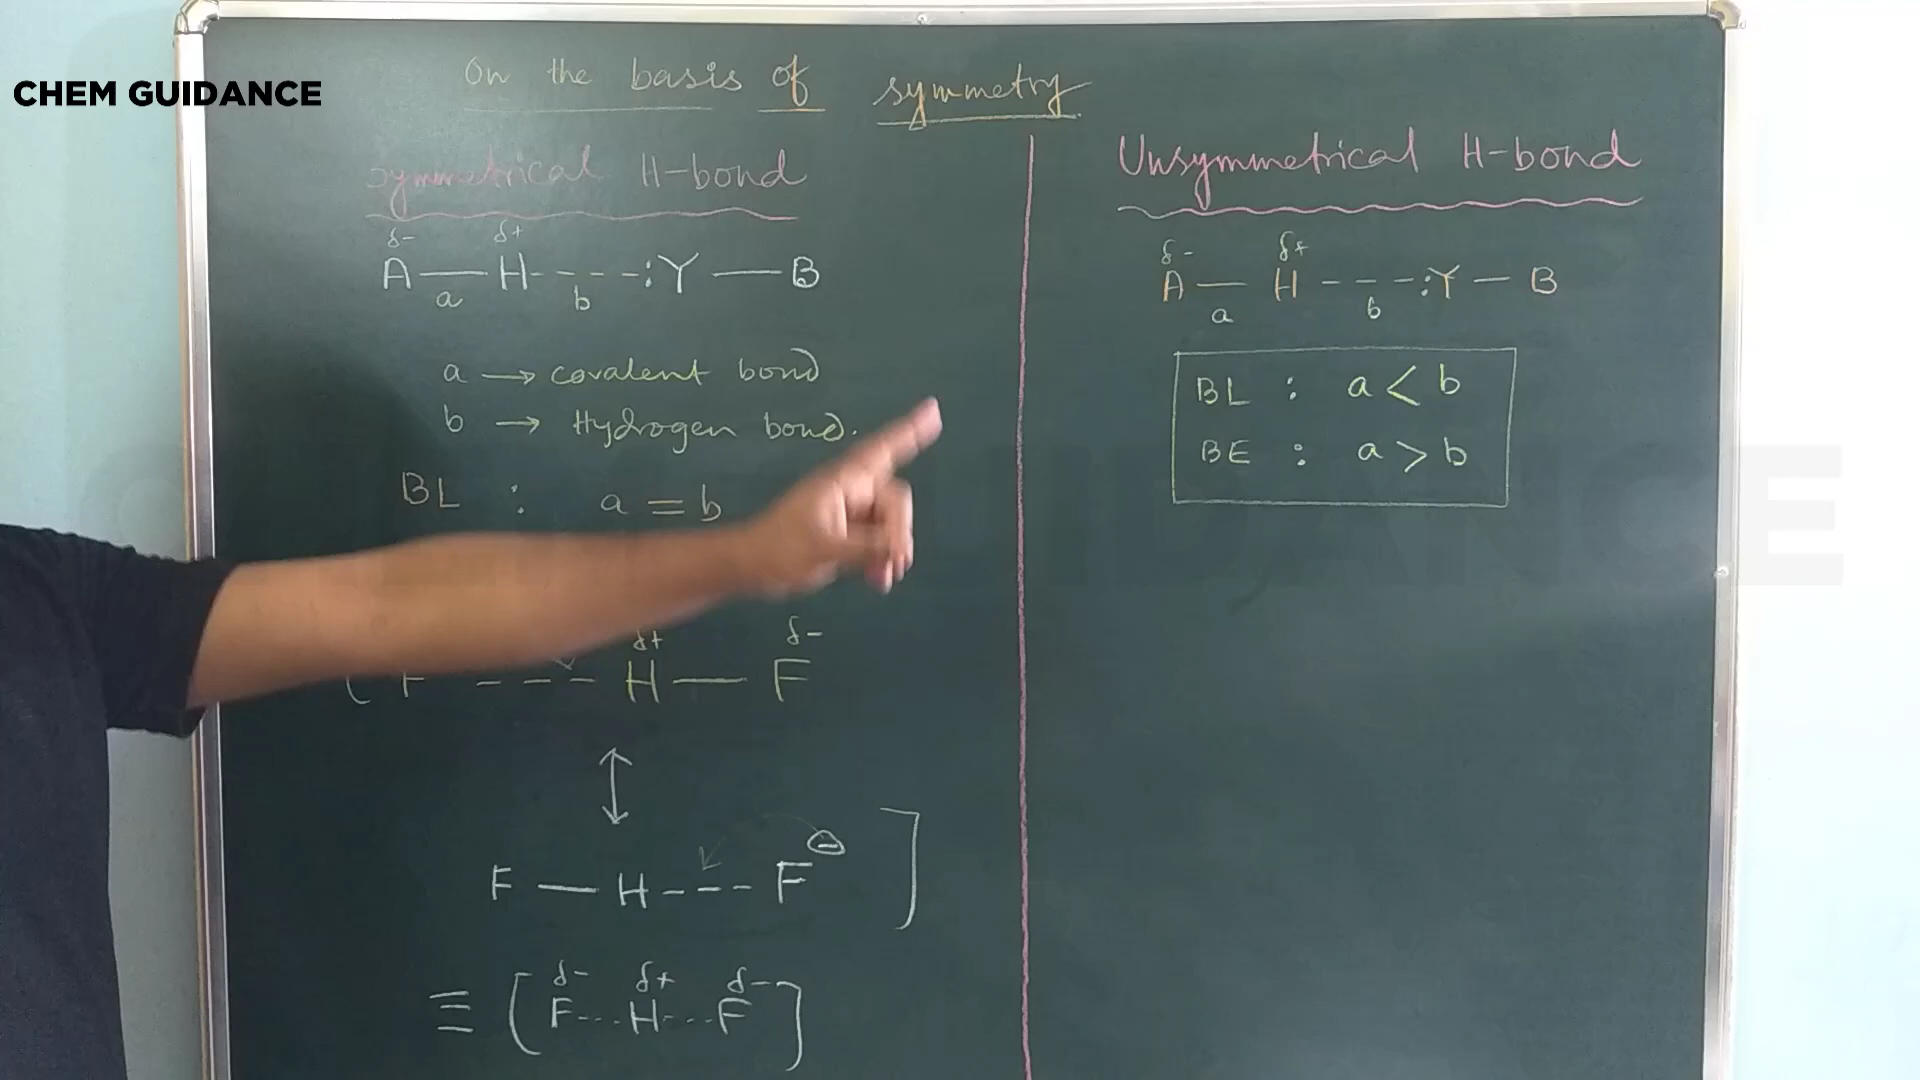 CHEM GUIDANCE
On the basis of symmetry
Symmetrical H-bond
δ- δ+
A — H - - - - :Y — B
a b
a → covalent bond
b → Hydrogen bond.
BL : a = b
δ+ δ-
F - - - H — F
↕
F — H - - - F ⊖ ]
δ- δ+ δ-
≡ [ F---H---F ]
Unsymmetrical H-bond
δ- δ+
A — H - - - :Y — B
a b
BL : a < b
BE : a > b